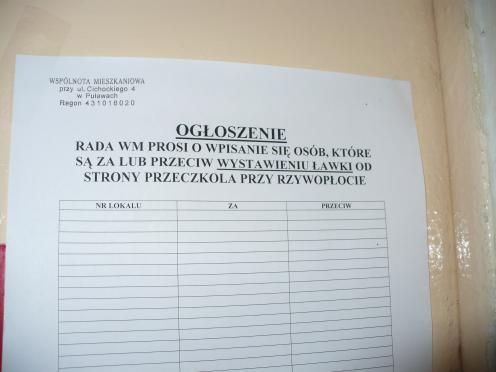 WSPÓLNOTA MIESZKANIOWA
przy ul. Cichockiego 4
w Puławach
Regon 431016020
OGŁOSZENIE
RADA WM PROSI O WPISANIE SIĘ OSÓB, KTÓRE
SĄ ZA LUB PRZECIW WYSTAWIENIU ŁAWKI OD
STRONY PRZECZKOLA PRZY RZYWOPŁOCIE
NR LOKALU ZA PRZECIW